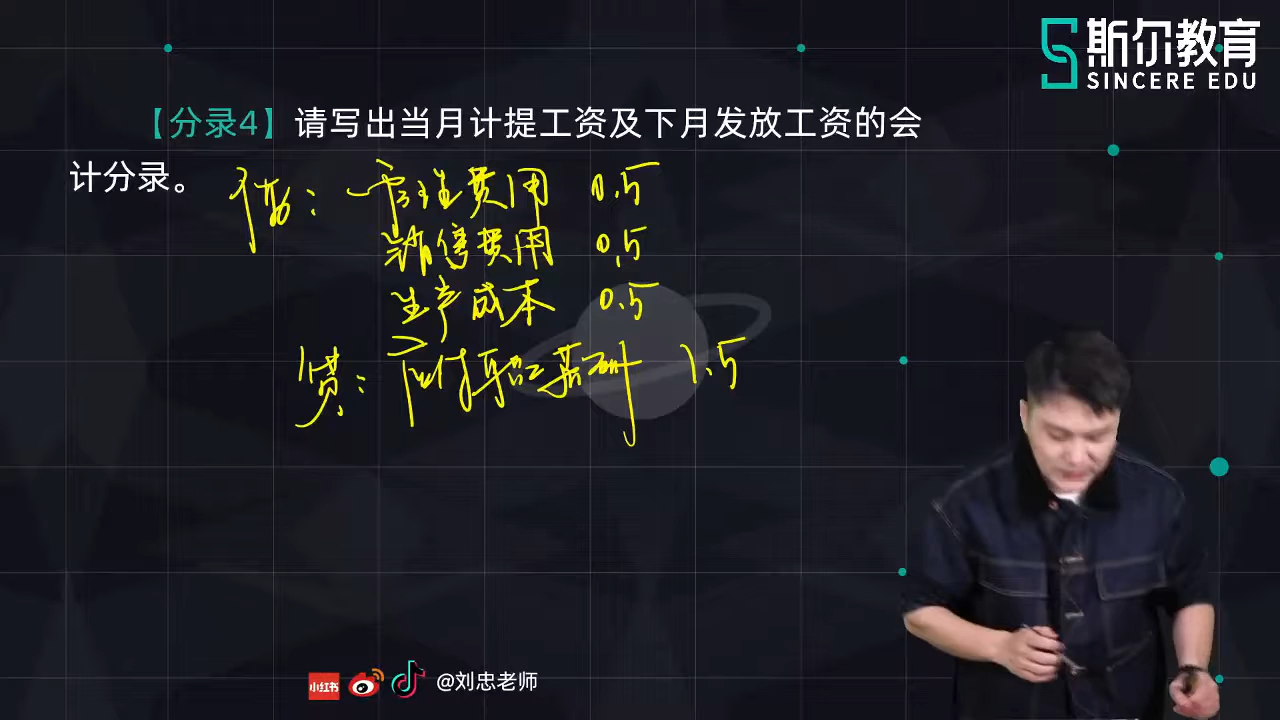 斯尔教育
SINCERE EDU
【分录4】请写出当月计提工资及下月发放工资的会
计分录。
借：管理费用 0.5
销售费用 0.5
生产成本 0.5
贷：应付职工薪酬 1.5
小红书
@刘忠老师